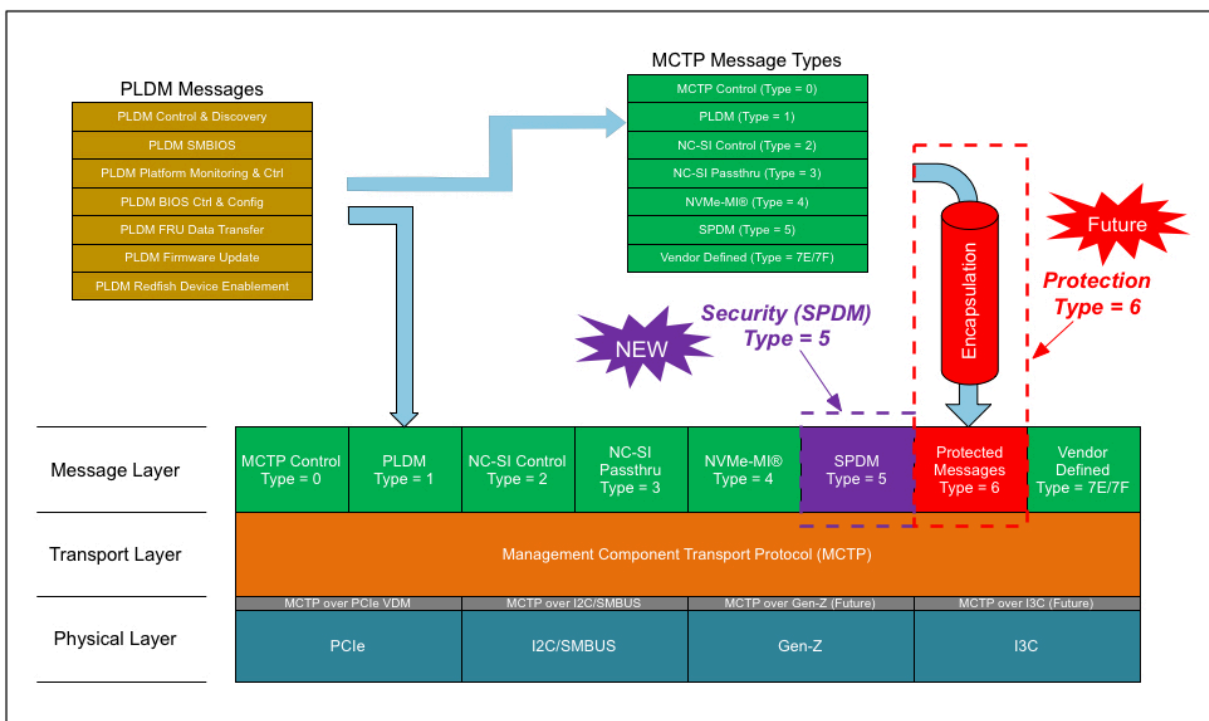 PLDM Messages
PLDM Control & Discovery
PLDM SMBIOS
PLDM Platform Monitoring & Ctrl
PLDM BIOS Ctrl & Config
PLDM FRU Data Transfer
PLDM Firmware Update
PLDM Redfish Device Enablement
MCTP Message Types
MCTP Control (Type = 0)
PLDM (Type = 1)
NC-SI Control (Type = 2)
NC-SI Passthru (Type = 3)
NVMe-MI® (Type = 4)
SPDM (Type = 5)
Vendor Defined (Type = 7E/7F)
Encapsulation
Future
Protection
Type = 6
NEW
Security (SPDM)
Type = 5
Message Layer
MCTP Control
Type = 0
PLDM
Type = 1
NC-SI Control
Type = 2
NC-SI
Passthru
Type = 3
NVMe-MI®
Type = 4
SPDM
Type = 5
Protected
Messages
Type = 6
Vendor
Defined
Type = 7E/7F
Transport Layer
Management Component Transport Protocol (MCTP)
MCTP over PCIe VDM
MCTP over I2C/SMBUS
MCTP over Gen-Z (Future)
MCTP over I3C (Future)
Physical Layer
PCIe
I2C/SMBUS
Gen-Z
I3C